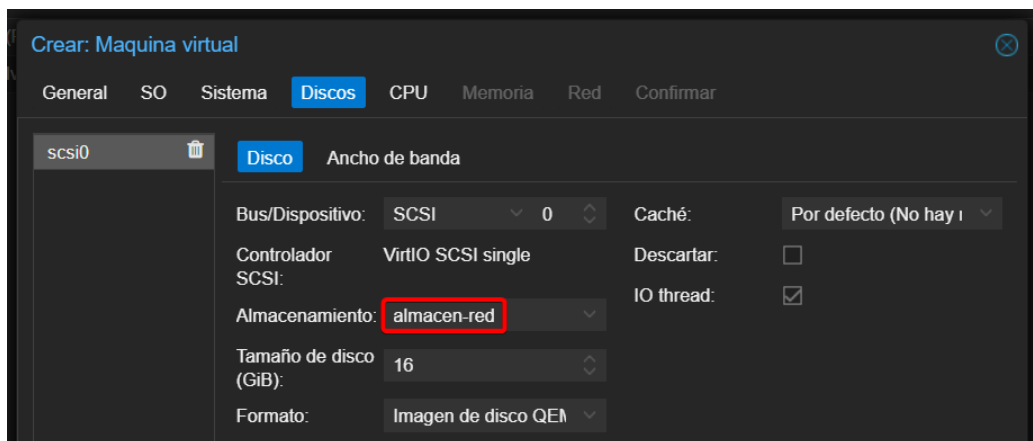 Crear: Maquina virtual
General SO Sistema Discos CPU Memoria Red Confirmar
scsi0
Disco Ancho de banda
Bus/Dispositivo: SCSI 0 Caché: Por defecto (No hay
Controlador SCSI: VirtIO SCSI single Descartar:
IO thread:
Almacenamiento: almacen-red
Tamaño de disco (GiB): 16
Formato: Imagen de disco